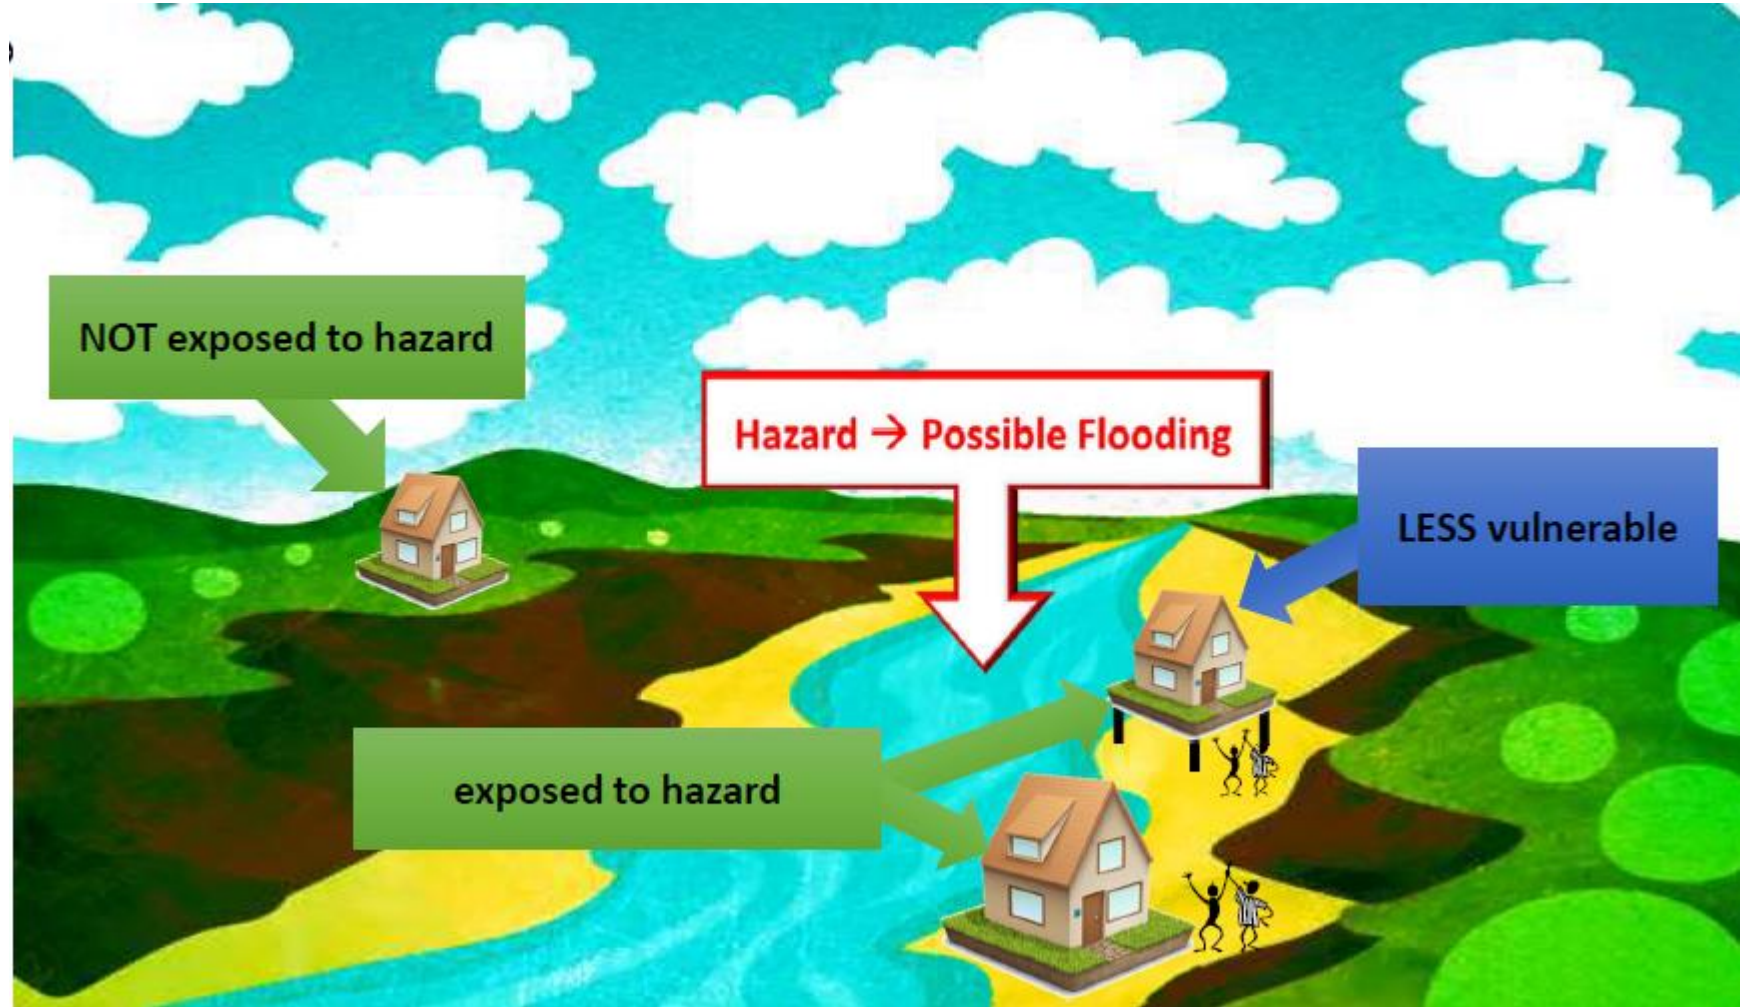 NOT exposed to hazard
Hazard → Possible Flooding
LESS vulnerable
exposed to hazard